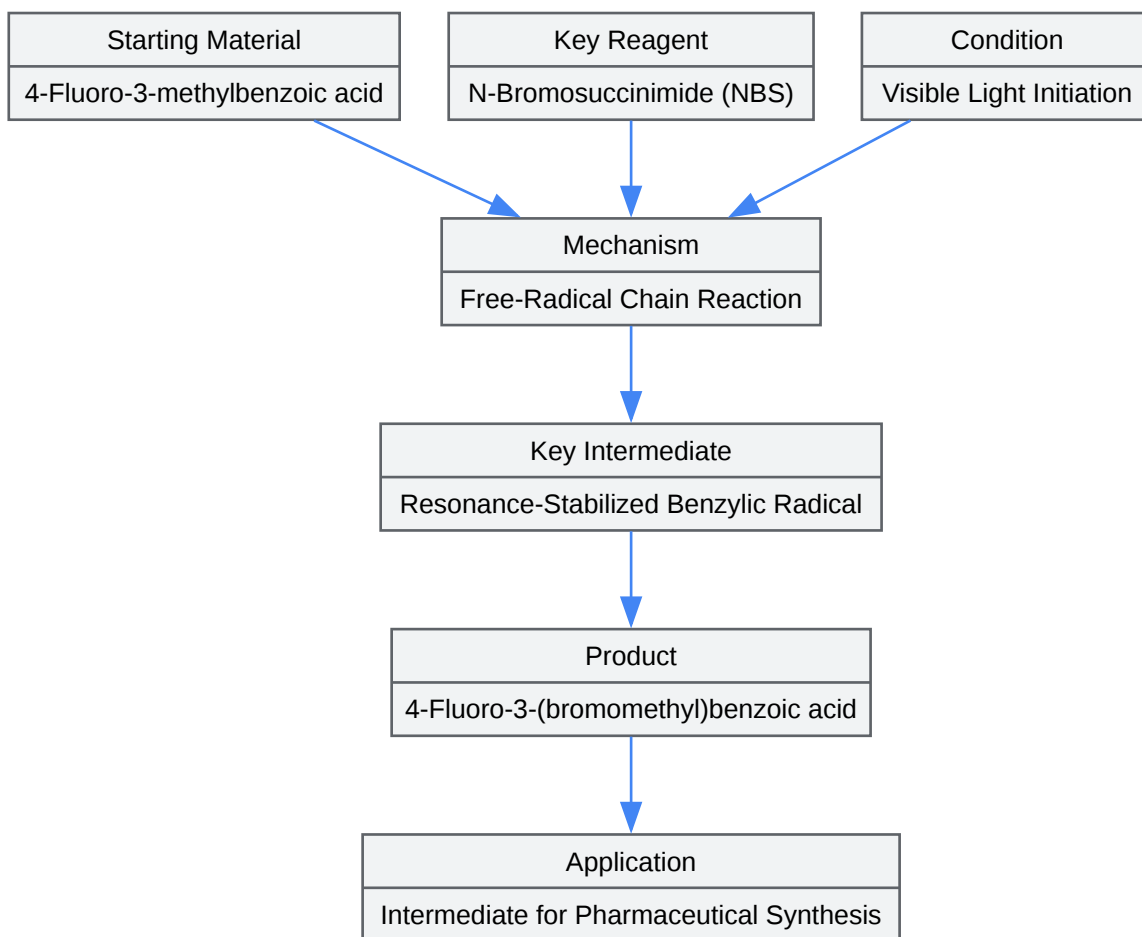 Starting Material
4-Fluoro-3-methylbenzoic acid
Key Reagent
N-Bromosuccinimide (NBS)
Condition
Visible Light Initiation
Mechanism
Free-Radical Chain Reaction
Key Intermediate
Resonance-Stabilized Benzylic Radical
Product
4-Fluoro-3-(bromomethyl)benzoic acid
Application
Intermediate for Pharmaceutical Synthesis